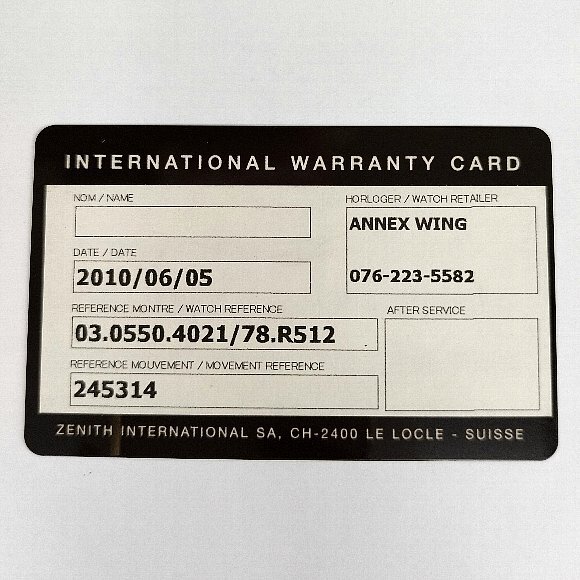 INTERNATIONAL WARRANTY CARD
NOM / NAME
DATE / DATE
2010/06/05
REFERENCE MONTRE / WATCH REFERENCE
03.0550.4021/78.R512
REFERENCE MOUVEMENT / MOVEMENT REFERENCE
245314
HORLOGER / WATCH RETAILER
ANNEX WING
076-223-5582
AFTER SERVICE
ZENITH INTERNATIONAL SA, CH-2400 LE LOCLE - SUISSE